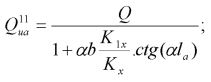 Q_{ua}^{11} = \frac{Q}{1 + \alpha b \frac{K_{1x}}{K_x} . ctg(\alpha l_a)};